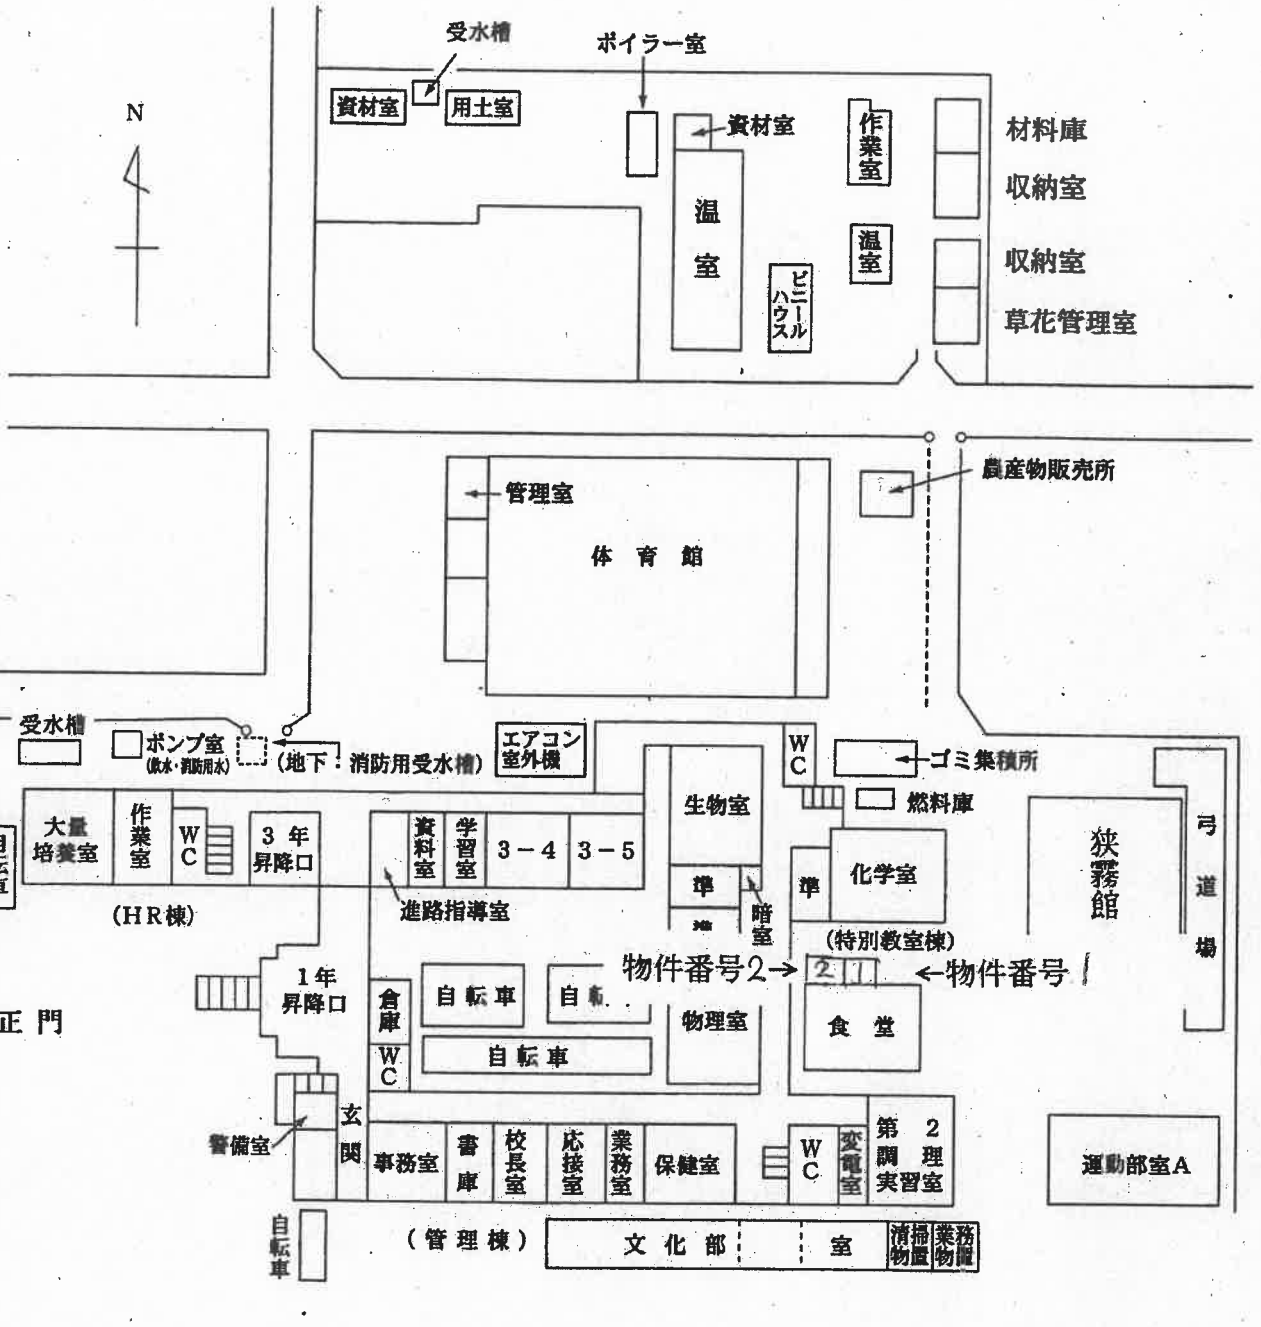 受水槽
ボイラー室
N
資材室
用土室
資材室
作業室
材料庫
収納室
温室
温室
収納室
ビニールハウス
草花管理室
農産物販売所
管理室
体育館
受水槽
ポンプ室
(飲水・消防用水)
(地下:消防用受水槽)
エアコン
室外機
WC
ゴミ集積所
燃料庫
大量
培養室
作業室
WC
3年
昇降口
資料室
学習室
3-4
3-5
生物室
準
暗室
準
化学室
狭霧館
弓道場
(HR棟)
進路指導室
(特別教室棟)
物件番号2→
2
1
←物件番号1
1年
昇降口
倉庫
自転車
自転
物理室
食堂
正門
WC
自転車
警備室
玄関
事務室
書庫
校長室
応接室
業務室
保健室
WC
変電室
第2
調理
実習室
運動部室A
自転車
(管理棟)
文化部室
清掃
物置
業務
物置